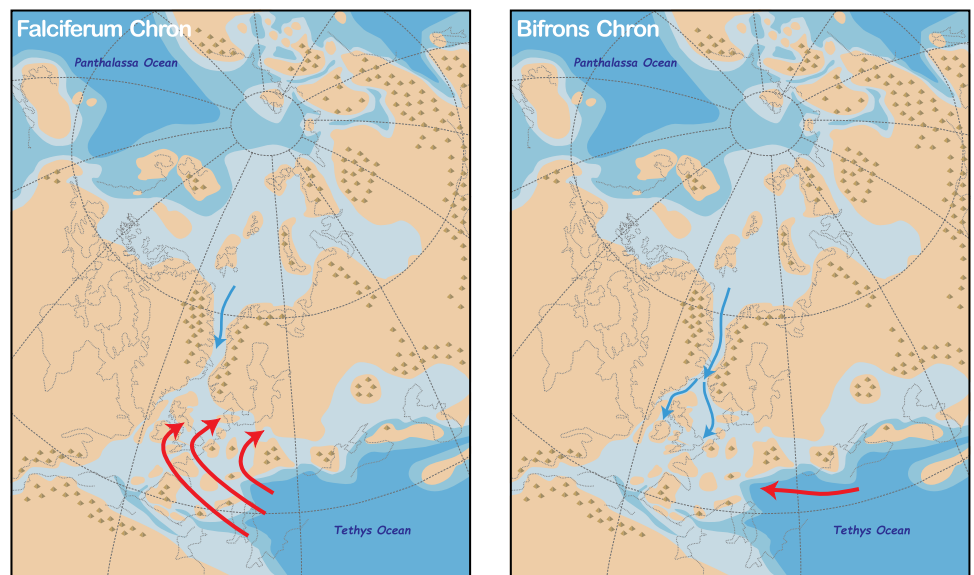 Falciferum Chron
Panthalassa Ocean
Tethys Ocean
Bifrons Chron
Panthalassa Ocean
Tethys Ocean